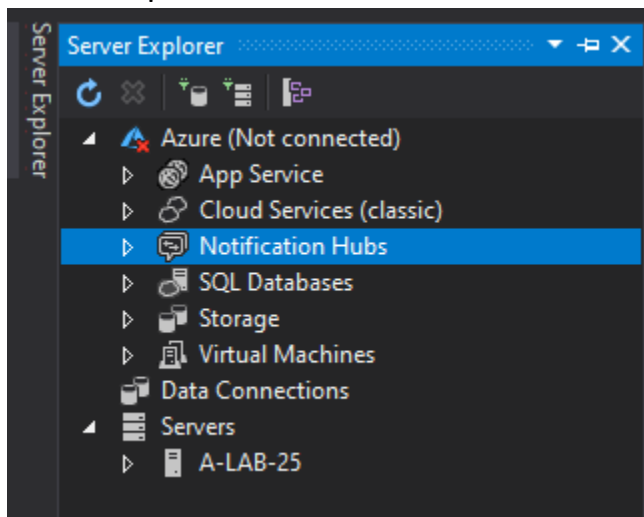 Server Explorer
Server Explorer
Azure (Not connected)
App Service
Cloud Services (classic)
Notification Hubs
SQL Databases
Storage
Virtual Machines
Data Connections
Servers
A-LAB-25